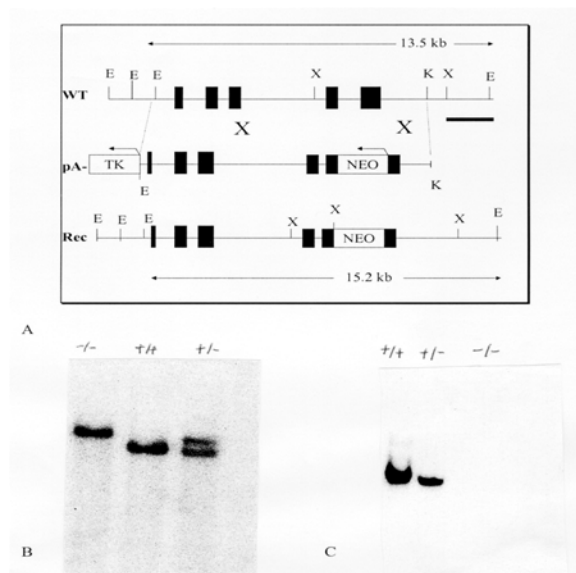 13.5 kb
E E E X K X E
WT
X X
pA- TK NEO
E K
E E E X X X E
Rec NEO
15.2 kb
A
-/- +/+ +/- +/+ +/- -/-
B C